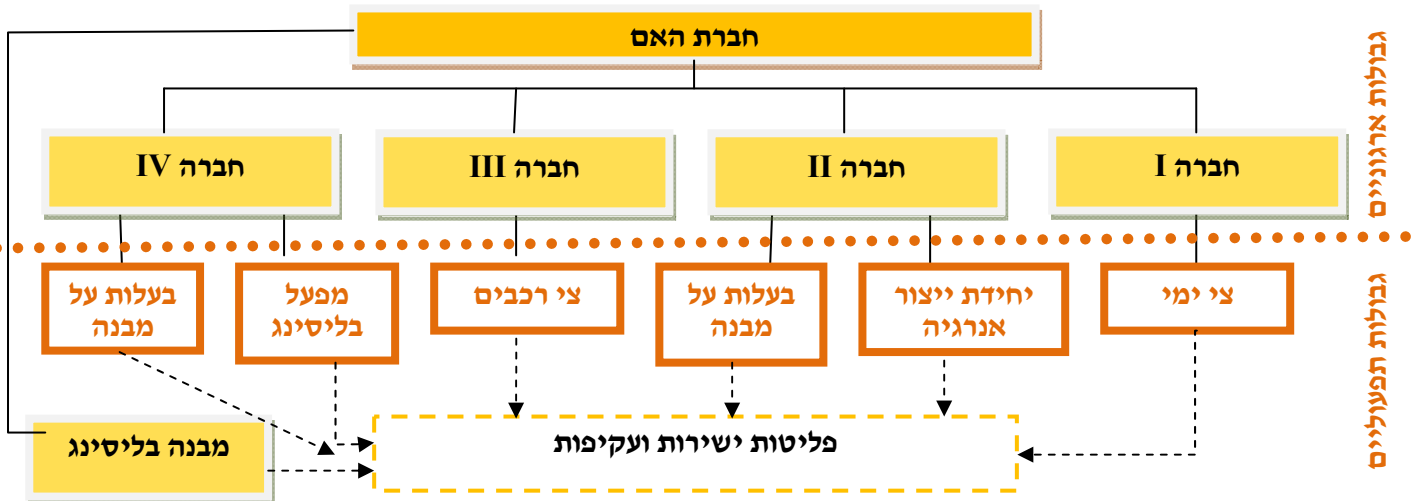 חברת האם
גבולות ארגוניים
חברה I
חברה II
חברה III
חברה IV
גבולות תפעוליים
צי ימי
יחידת ייצור
אנרגיה
בעלות על
מבנה
צי רכבים
מפעל
בליסינג
בעלות על
מבנה
פליטות ישירות ועקיפות
מבנה בליסינג